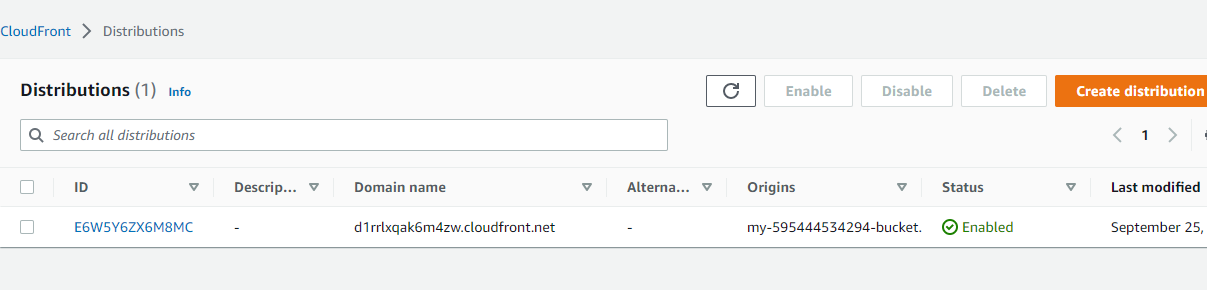 CloudFront > Distributions
Distributions (1) Info
Enable Disable Delete Create distribution
Search all distributions
1
ID Descrip... Domain name Alterna... Origins Status Last modified
E6W5Y6ZX6M8MC - d1rrlxqak6m4zw.cloudfront.net - my-595444534294-bucket. Enabled September 25,